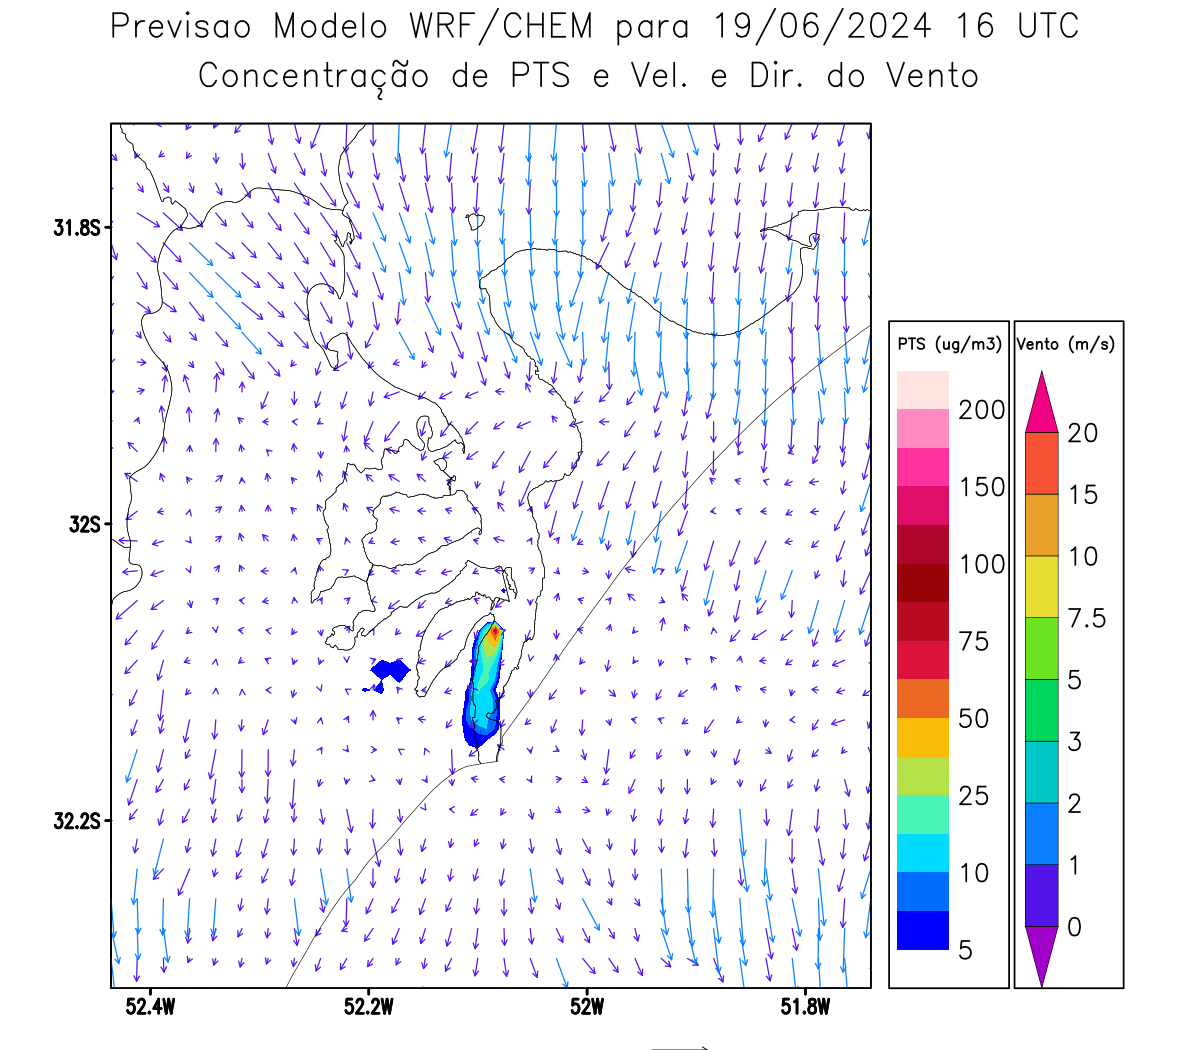 Previsao Modelo WRF/CHEM para 19/06/2024 16 UTC
Concentração de PTS e Vel. e Dir. do Vento
31.8S
32S
32.2S
52.4W
52.2W
52W
51.8W
PTS (ug/m3)
200
150
100
75
50
25
10
5
Vento (m/s)
20
15
10
7.5
5
3
2
1
0